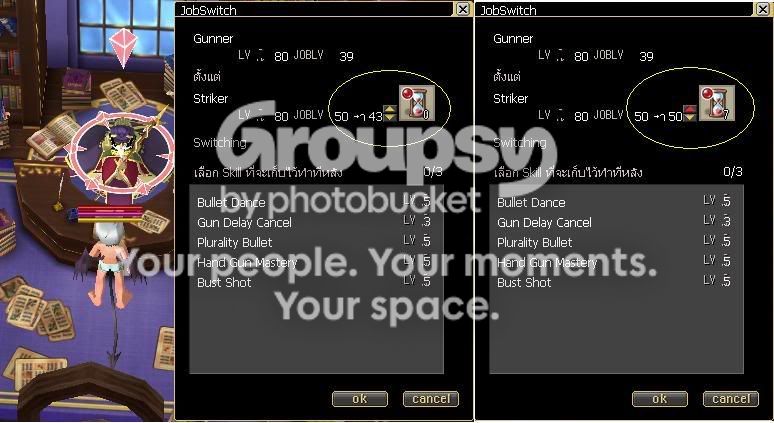 JobSwitch
Gunner
LV 80 JOBLV 39
ตั้งแต่
Striker
LV 80 JOBLV 50 →ๅ 43
0
Switching
เลือก Skill ที่จะเก็บไว้ทำทีหลัง 0/3
Bullet Dance LV 5
Gun Delay Cancel LV 3
Plurality Bullet LV 5
Hand Gun Mastery LV 5
Bust Shot LV 5
ok cancel
JobSwitch
Gunner
LV 80 JOBLV 39
ตั้งแต่
Striker
LV 80 JOBLV 50 →ๅ 50
7
Switching
เลือก Skill ที่จะเก็บไว้ทำทีหลัง 0/3
Bullet Dance LV 5
Gun Delay Cancel LV 3
Plurality Bullet LV 5
Hand Gun Mastery LV 5
Bust Shot LV 5
ok cancel
Groupsy
by photobucket
Your people. Your moments.
Your space.